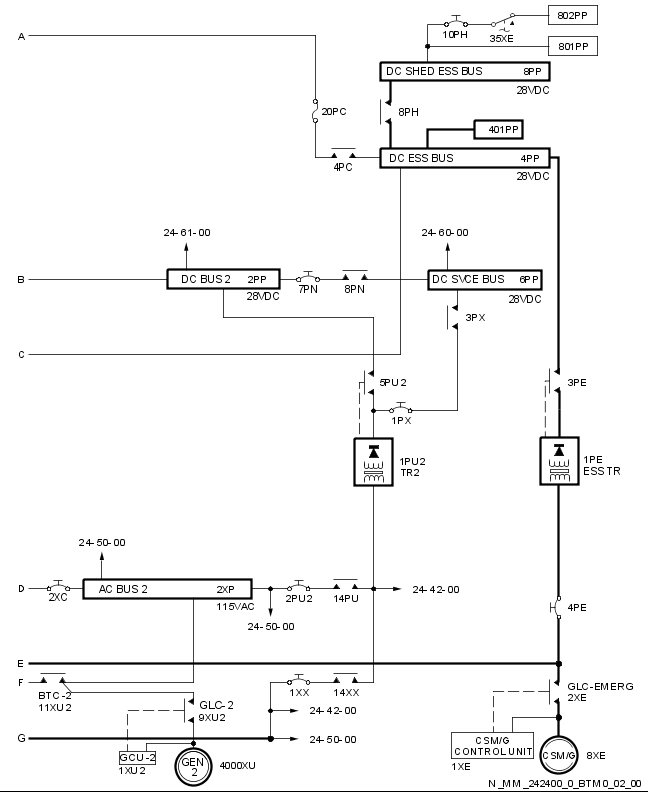 802PP
10PH
35XE
A
801PP
DC SHED ESS BUS 8PP
28VDC
20PC
8PH
401PP
4PC
DC ESS BUS 4PP
28VDC
24-61-00
24-60-00
B
DC BUS 2 2PP
28VDC
7PN
8PN
DC SVCE BUS 6PP
28VDC
3PX
C
5PU2
3PE
1PX
1PU2
TR2
1PE
ESS TR
24-50-00
D
2XC
AC BUS 2 2XP
115VAC
2PU2
14PU
24-42-00
24-50-00
4PE
E
F
BTC-2
11XU2
1XX
14XX
GLC-EMERG
2XE
GLC-2
9XU2
24-42-00
G
24-50-00
GCU-2
1XU2
GEN
2
4000XU
CSM/G
CONTROL UNIT
1XE
CSM/G
8XE
N_MM_242400_0_BTM0_02_00